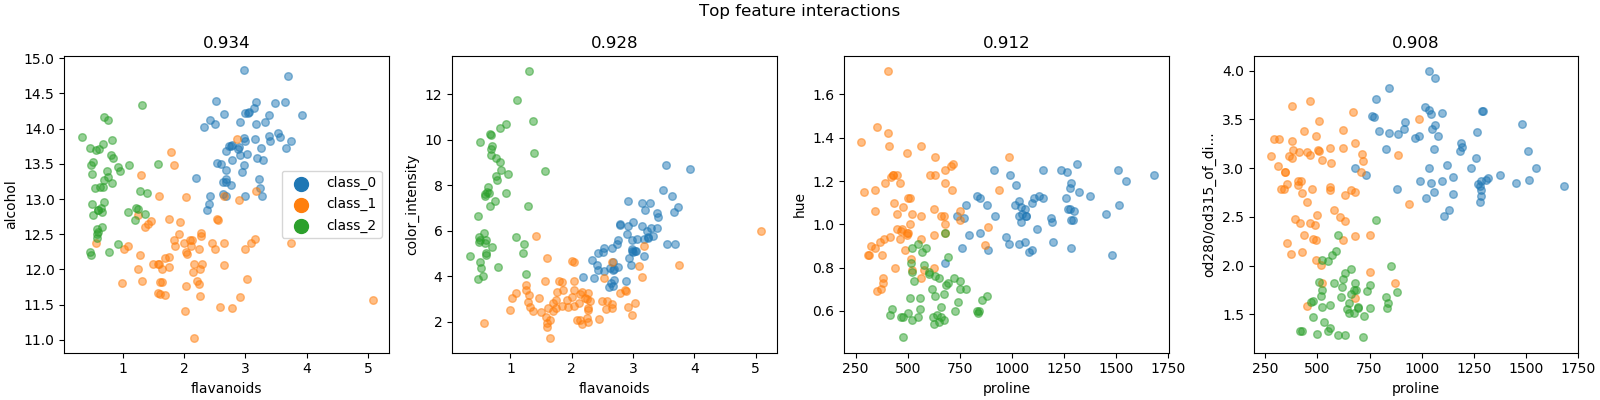 Top feature interactions
0.934
alcohol
15.0
14.5
14.0
13.5
13.0
12.5
12.0
11.5
11.0
1 2 3 4 5
flavanoids
class_0
class_1
class_2
0.928
color_intensity
12
10
8
6
4
2
1 2 3 4 5
flavanoids
0.912
hue
1.6
1.4
1.2
1.0
0.8
0.6
250 500 750 1000 1250 1500 1750
proline
0.908
od280/od315_of_di...
4.0
3.5
3.0
2.5
2.0
1.5
250 500 750 1000 1250 1500 1750
proline